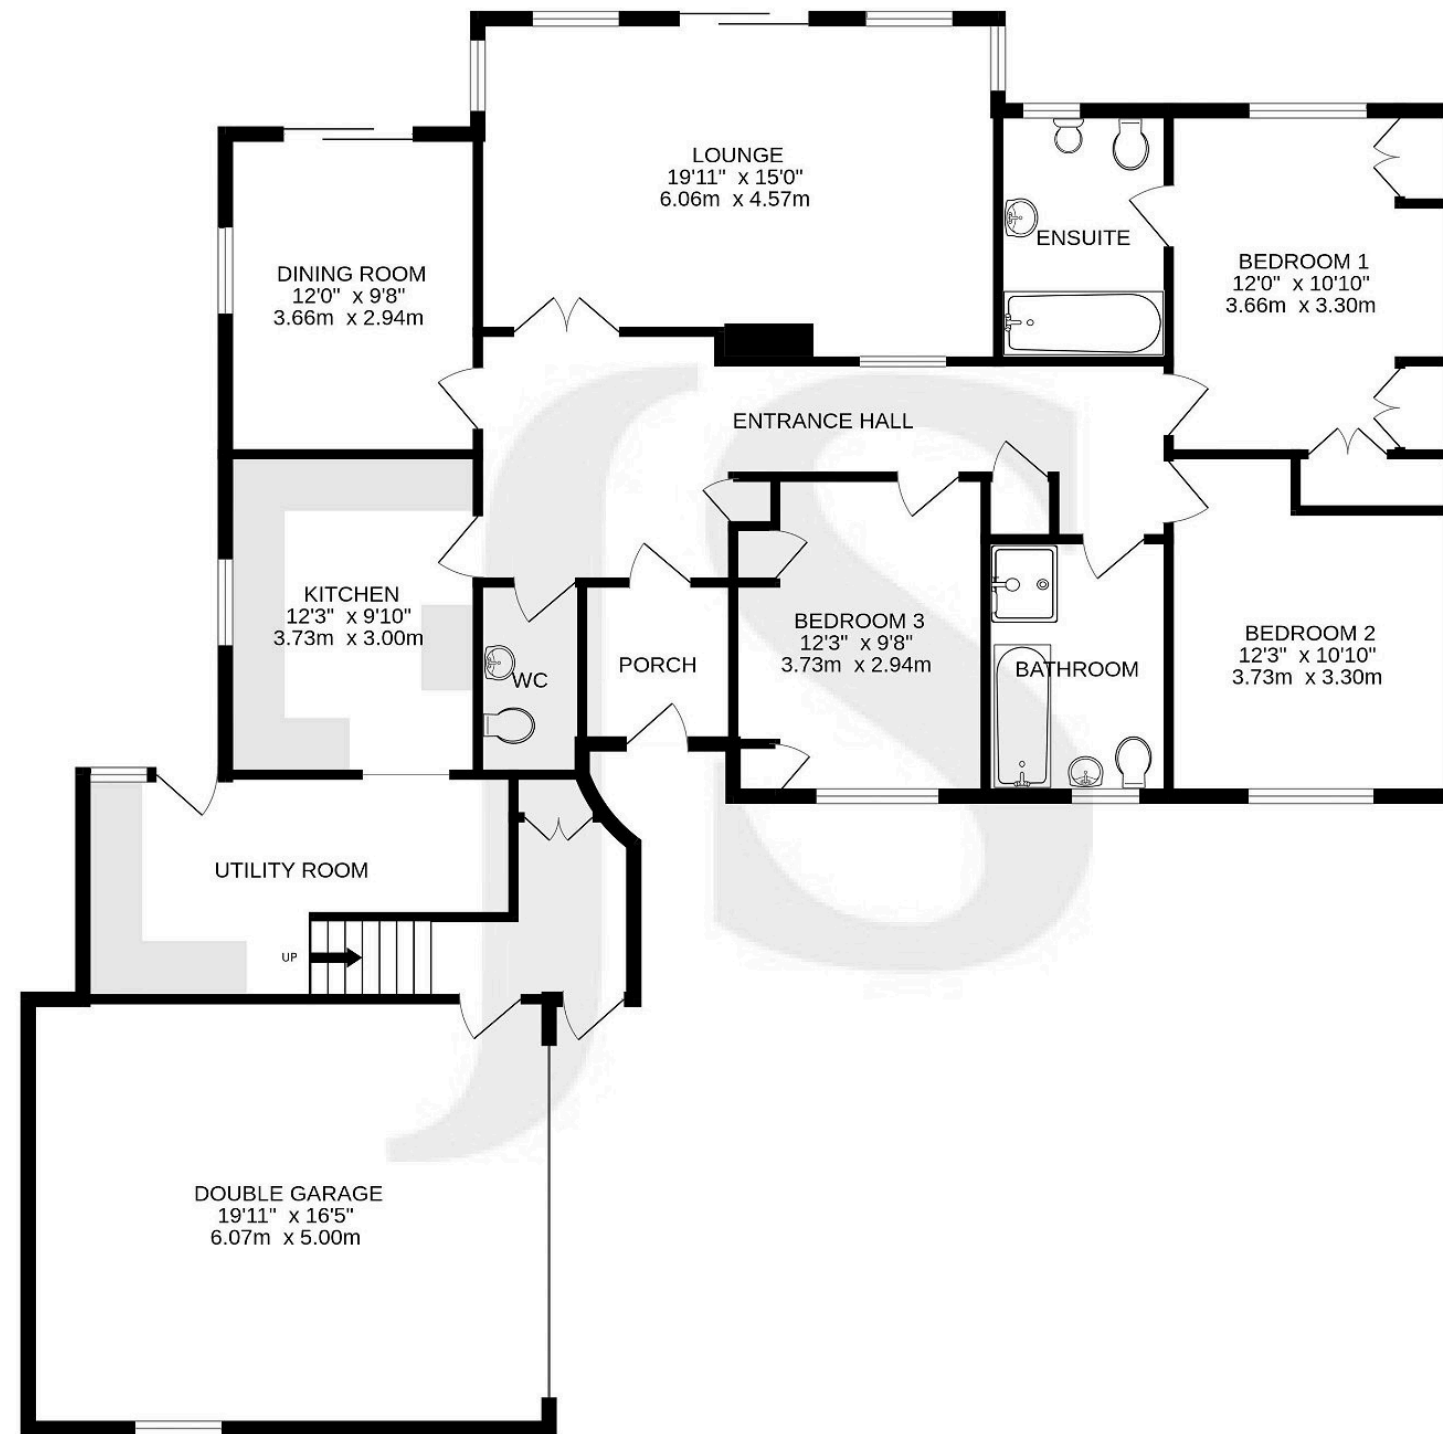 LOUNGE
19'11" x 15'0"
6.06m x 4.57m
DINING ROOM
12'0" x 9'8"
3.66m x 2.94m
ENSUITE
BEDROOM 1
12'0" x 10'10"
3.66m x 3.30m
ENTRANCE HALL
KITCHEN
12'3" x 9'10"
3.73m x 3.00m
WC
PORCH
BEDROOM 3
12'3" x 9'8"
3.73m x 2.94m
BATHROOM
BEDROOM 2
12'3" x 10'10"
3.73m x 3.30m
UTILITY ROOM
UP
DOUBLE GARAGE
19'11" x 16'5"
6.07m x 5.00m